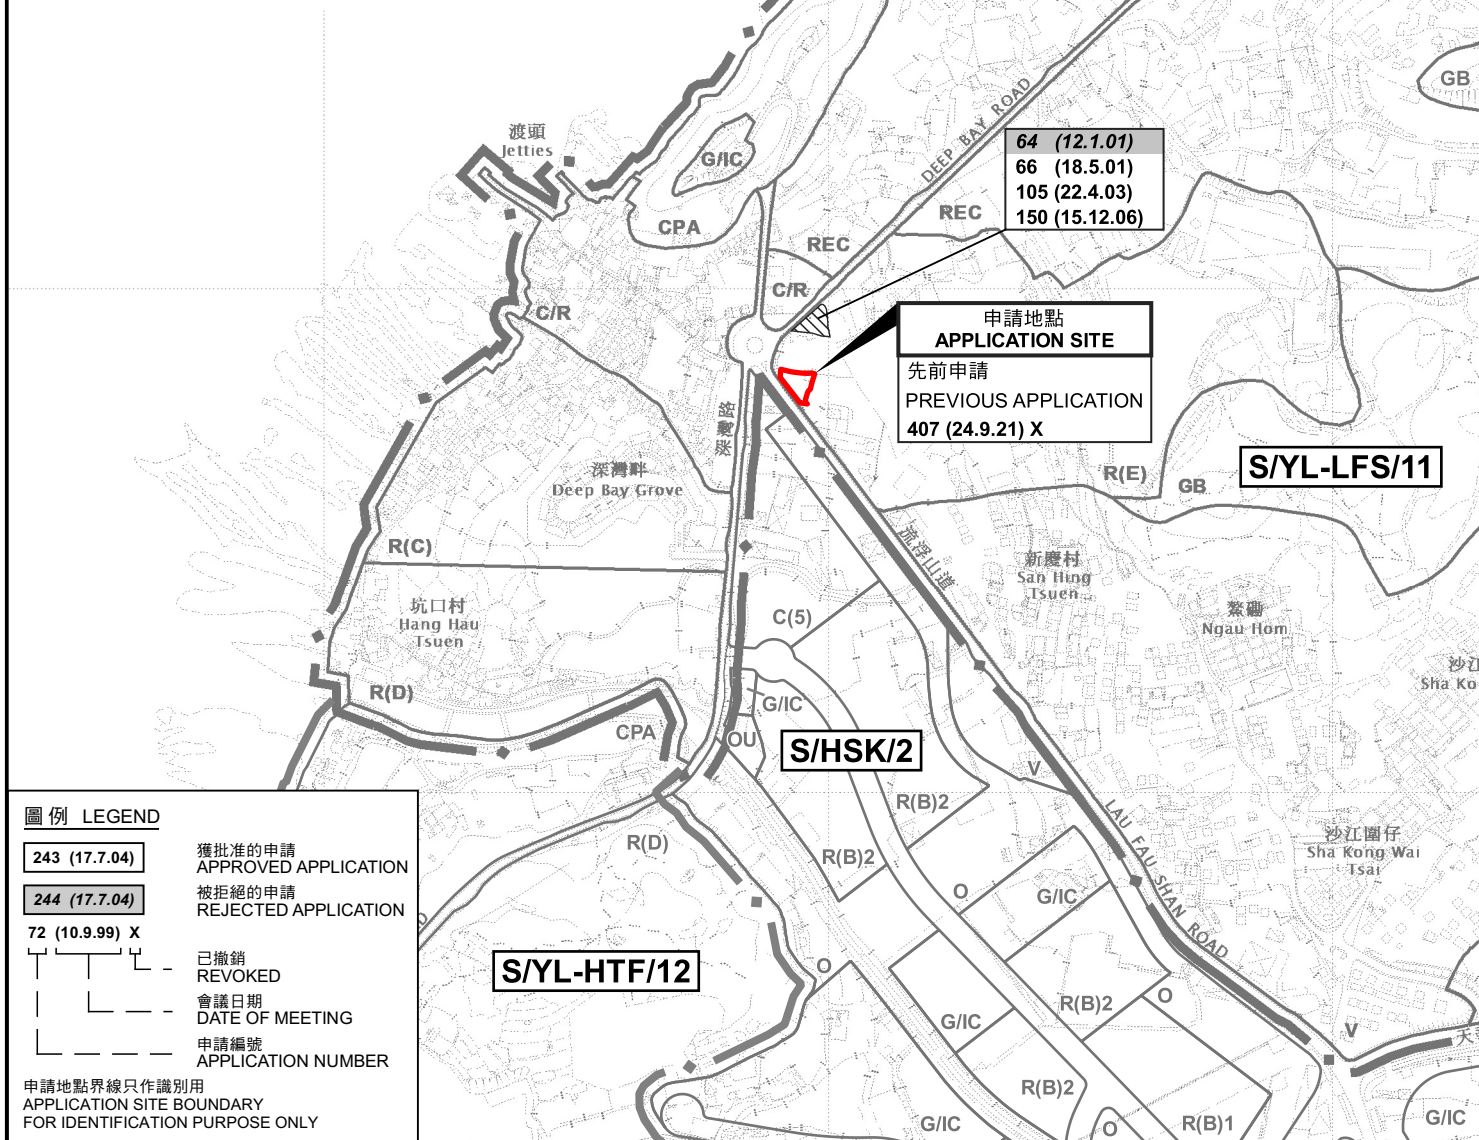 GB
渡頭
Jetties
G/IC
DEEP BAY ROAD
64 (12.1.01)
66 (18.5.01)
105 (22.4.03)
150 (15.12.06)
CPA
REC
REC
C/R
C/R
申請地點
APPLICATION SITE
先前申請
PREVIOUS APPLICATION
407 (24.9.21) X
深灣路
深灣畔
Deep Bay Grove
R(E)
GB
S/YL-LFS/11
R(C)
流浮山道
新慶村
San Hing
Tsuen
坑口村
Hang Hau
Tsuen
C(5)
鰲磡
Ngau Hom
沙江
Sha Ko
R(D)
G/IC
CPA
OU
S/HSK/2
V
R(B)2
LAU FAU SHAN ROAD
沙江圍仔
Sha Kong Wai
Tsai
R(D)
R(B)2
O
G/IC
S/YL-HTF/12
O
R(B)2
O
G/IC
V
天
R(B)2
G/IC
O
R(B)1
G/IC
圖例 LEGEND
243 (17.7.04)
獲批准的申請
APPROVED APPLICATION
244 (17.7.04)
被拒絕的申請
REJECTED APPLICATION
72 (10.9.99) X
已撤銷
REVOKED
會議日期
DATE OF MEETING
申請編號
APPLICATION NUMBER
申請地點界線只作識別用
APPLICATION SITE BOUNDARY
FOR IDENTIFICATION PURPOSE ONLY